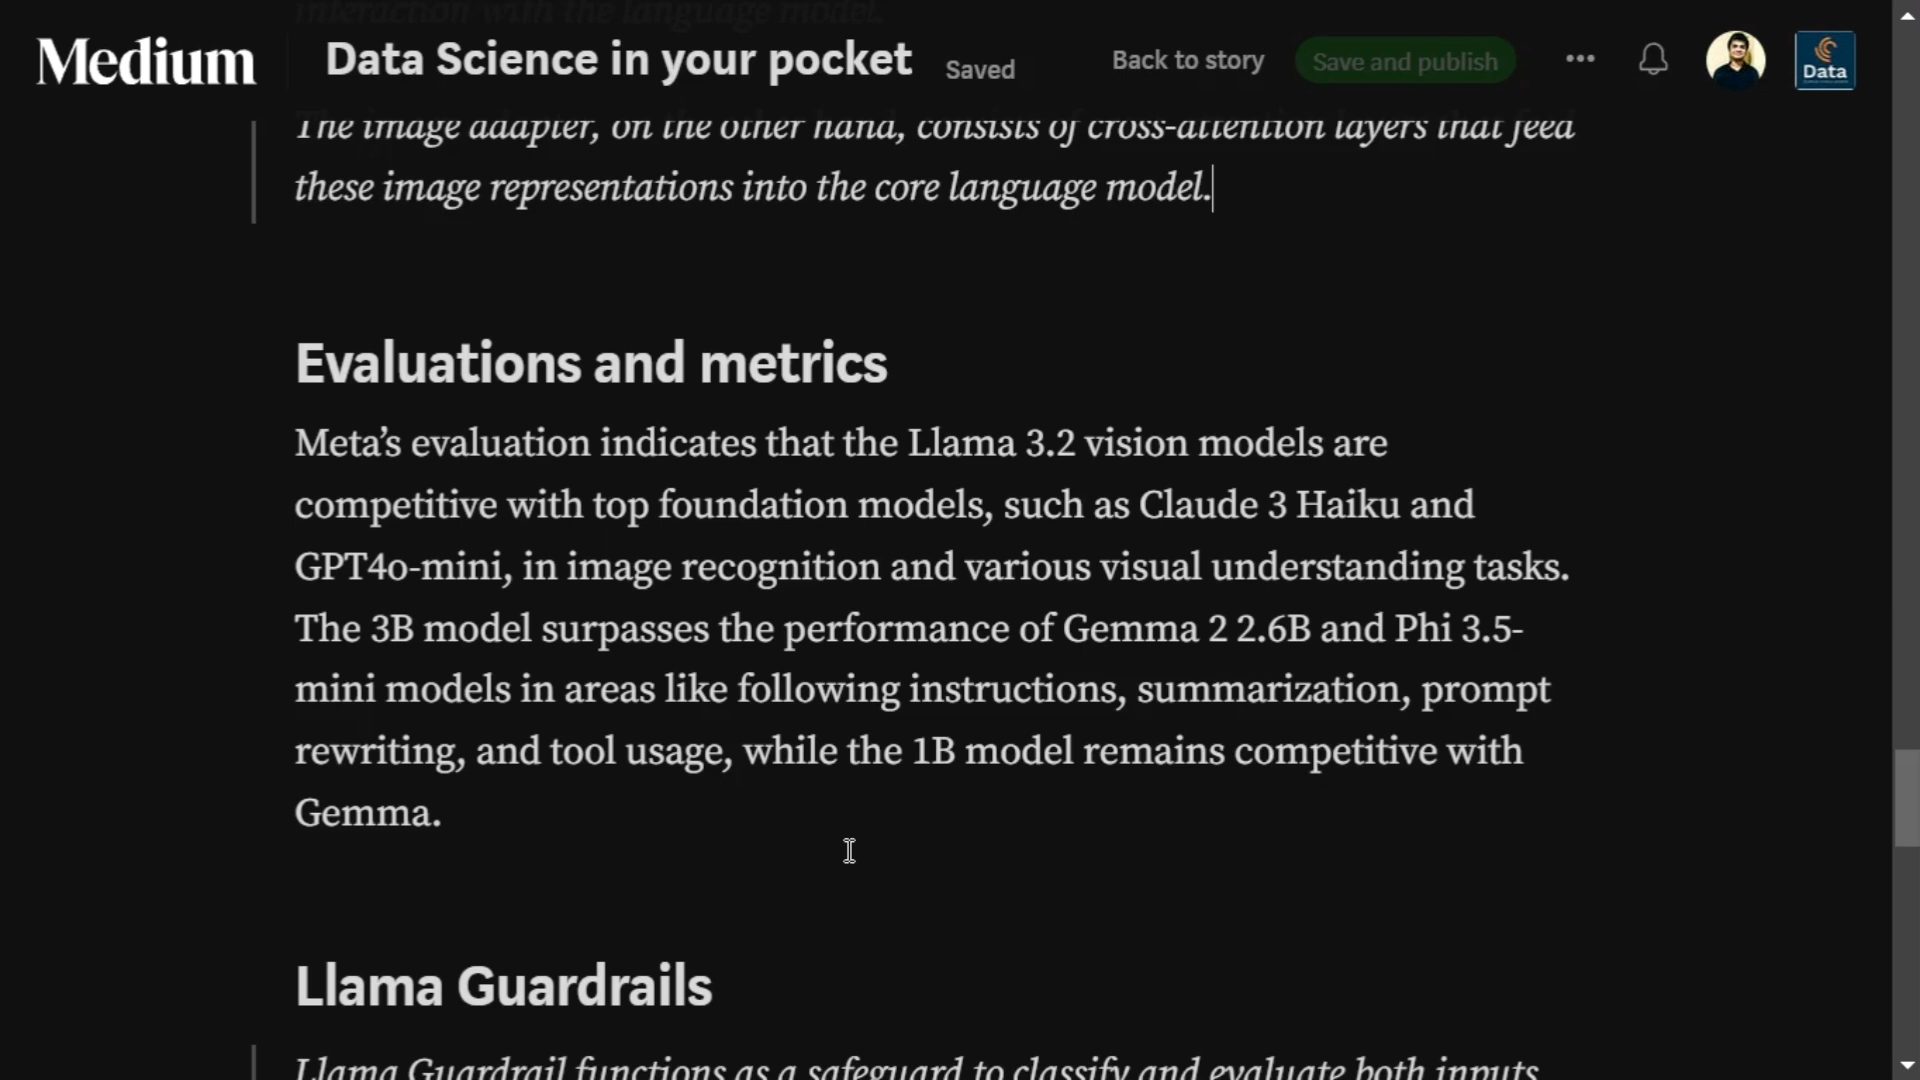 interaction with the language model.
Medium
Data Science in your pocket
Saved
Back to story
Save and publish
Data
The image adapter, on the other hand, consists of cross-attention layers that feed
these image representations into the core language model.
Evaluations and metrics
Meta’s evaluation indicates that the Llama 3.2 vision models are
competitive with top foundation models, such as Claude 3 Haiku and
GPT4o-mini, in image recognition and various visual understanding tasks.
The 3B model surpasses the performance of Gemma 2 2.6B and Phi 3.5-
mini models in areas like following instructions, summarization, prompt
rewriting, and tool usage, while the 1B model remains competitive with
Gemma.
Llama Guardrails
Llama Guardrail functions as a safeguard to classify and evaluate both inputs